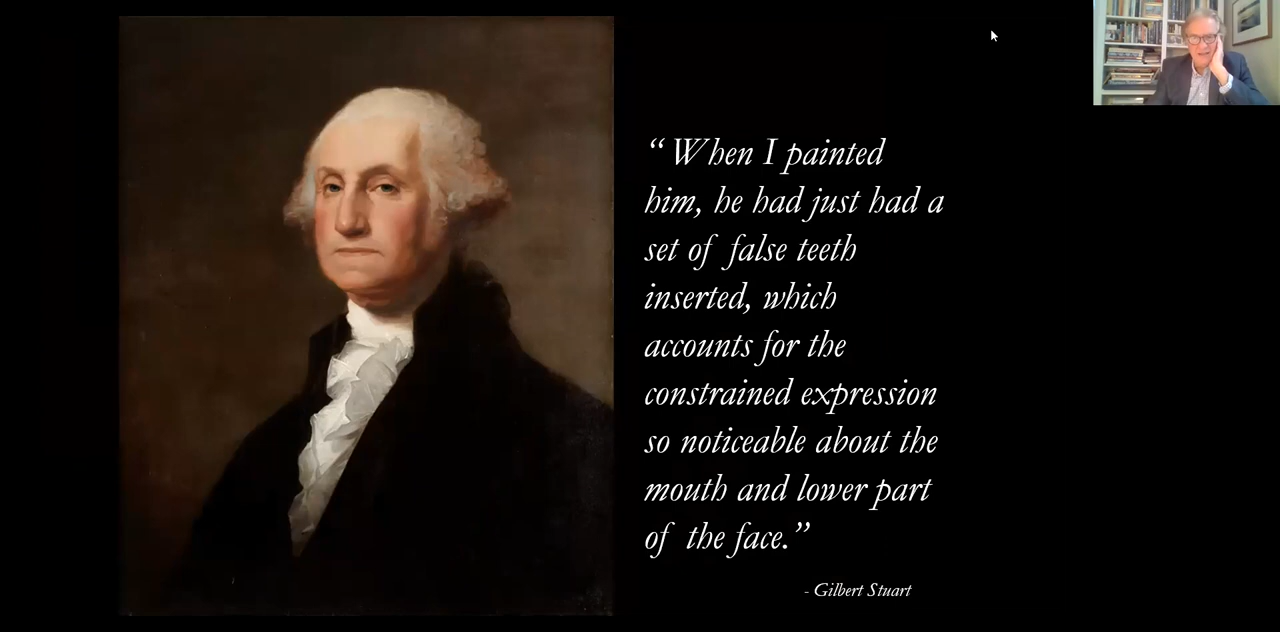 “ When I painted
him, he had just had a
set of false teeth
inserted, which
accounts for the
constrained expression
so noticeable about the
mouth and lower part
of the face.”
- Gilbert Stuart